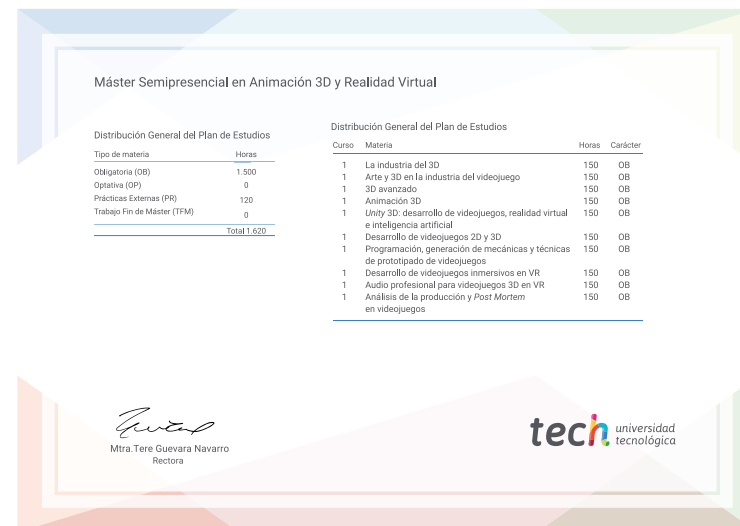 Máster Semipresencial en Animación 3D y Realidad Virtual
Distribución General del Plan de Estudios
Tipo de materia Horas
Obligatoria (OB) 1.500
Optativa (OP) 0
Prácticas Externas (PR) 120
Trabajo Fin de Máster (TFM) 0
Total 1.620
Distribución General del Plan de Estudios
Curso Materia Horas Carácter
1 La industria del 3D 150 OB
1 Arte y 3D en la industria del videojuego 150 OB
1 3D avanzado 150 OB
1 Animación 3D 150 OB
1 Unity 3D: desarrollo de videojuegos, realidad virtual 150 OB
e inteligencia artificial
1 Desarrollo de videojuegos 2D y 3D 150 OB
1 Programación, generación de mecánicas y técnicas 150 OB
de prototipado de videojuegos
1 Desarrollo de videojuegos inmersivos en VR 150 OB
1 Audio profesional para videojuegos 3D en VR 150 OB
1 Análisis de la producción y Post Mortem 150 OB
en videojuegos
Mtra.Tere Guevara Navarro
Rectora
tech universidad
tecnológica